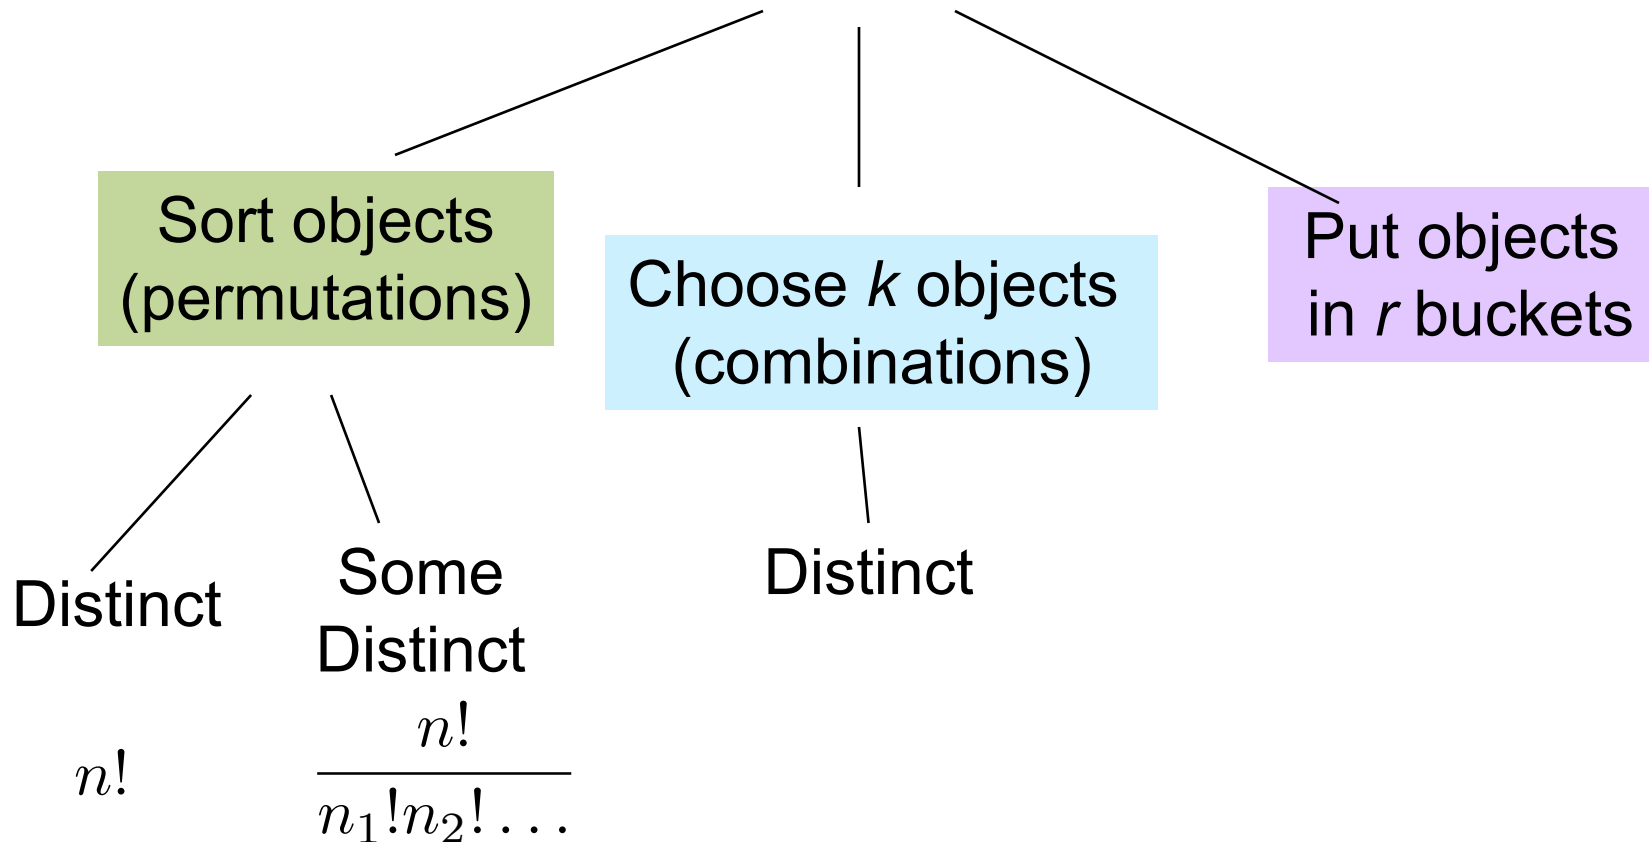 Sort objects
(permutations)
Choose k objects
(combinations)
Put objects
in r buckets
Distinct
Some
Distinct
Distinct
n!
n!
n₁!n₂!...